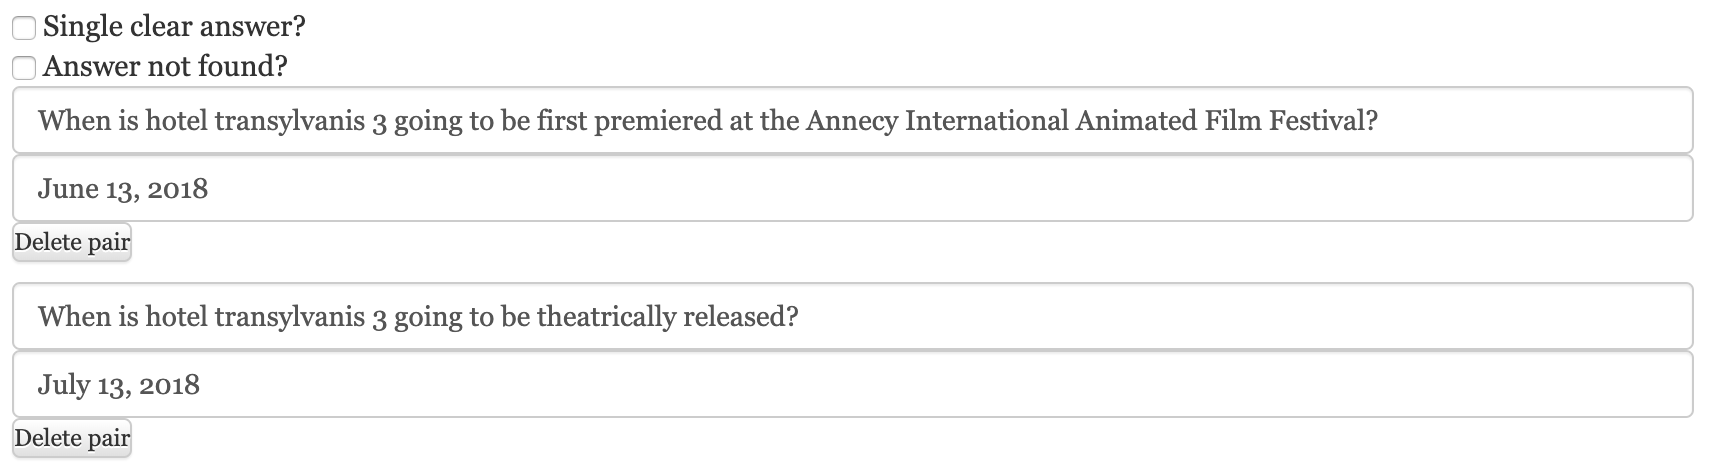 Single clear answer?
Answer not found?
When is hotel transylvanis 3 going to be first premiered at the Annecy International Animated Film Festival?
June 13, 2018
Delete pair
When is hotel transylvanis 3 going to be theatrically released?
July 13, 2018
Delete pair